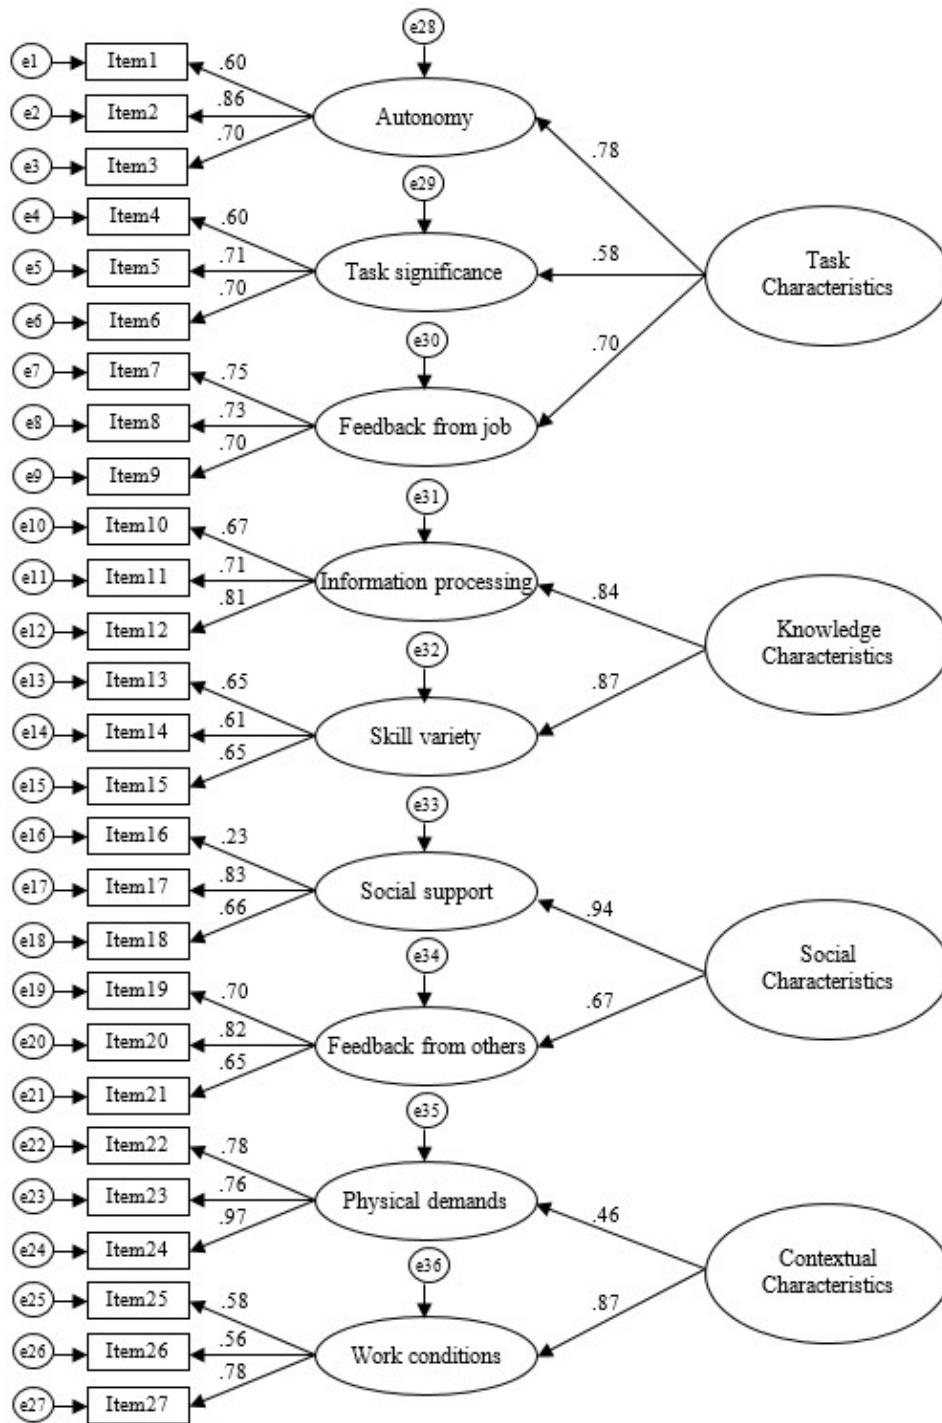 e28
e1
Item1
.60
e2
Item2
.86
Autonomy
e3
Item3
.70
.78
e29
e4
Item4
.60
e5
Item5
.71
Task significance
.58
Task
Characteristics
e6
Item6
.70
e30
.70
e7
Item7
.75
e8
Item8
.73
Feedback from job
e9
Item9
.70
e31
e10
Item10
.67
e11
Item11
.71
Information processing
.84
e12
Item12
.81
e32
Knowledge
Characteristics
e13
Item13
.65
.87
e14
Item14
.61
Skill variety
e15
Item15
.65
e33
e16
Item16
.23
e17
Item17
.83
Social support
.94
e18
Item18
.66
e34
Social
Characteristics
e19
Item19
.70
.67
e20
Item20
.82
Feedback from others
e21
Item21
.65
e35
e22
Item22
.78
e23
Item23
.76
Physical demands
.46
e24
Item24
.97
e36
Contextual
Characteristics
e25
Item25
.58
.87
e26
Item26
.56
Work conditions
e27
Item27
.78